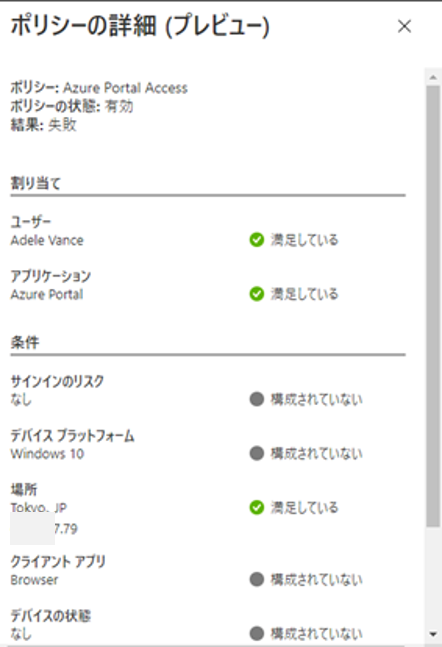 ポリシーの詳細 (プレビュー)
ポリシー: Azure Portal Access
ポリシーの状態: 有効
結果: 失敗
割り当て
ユーザー
Adele Vance 満足している
アプリケーション
Azure Portal 満足している
条件
サインインのリスク
なし 構成されていない
デバイス プラットフォーム
Windows 10 構成されていない
場所
Tokyo, JP 満足している
7.79
クライアント アプリ
Browser 構成されていない
デバイスの状態
なし 構成されていない